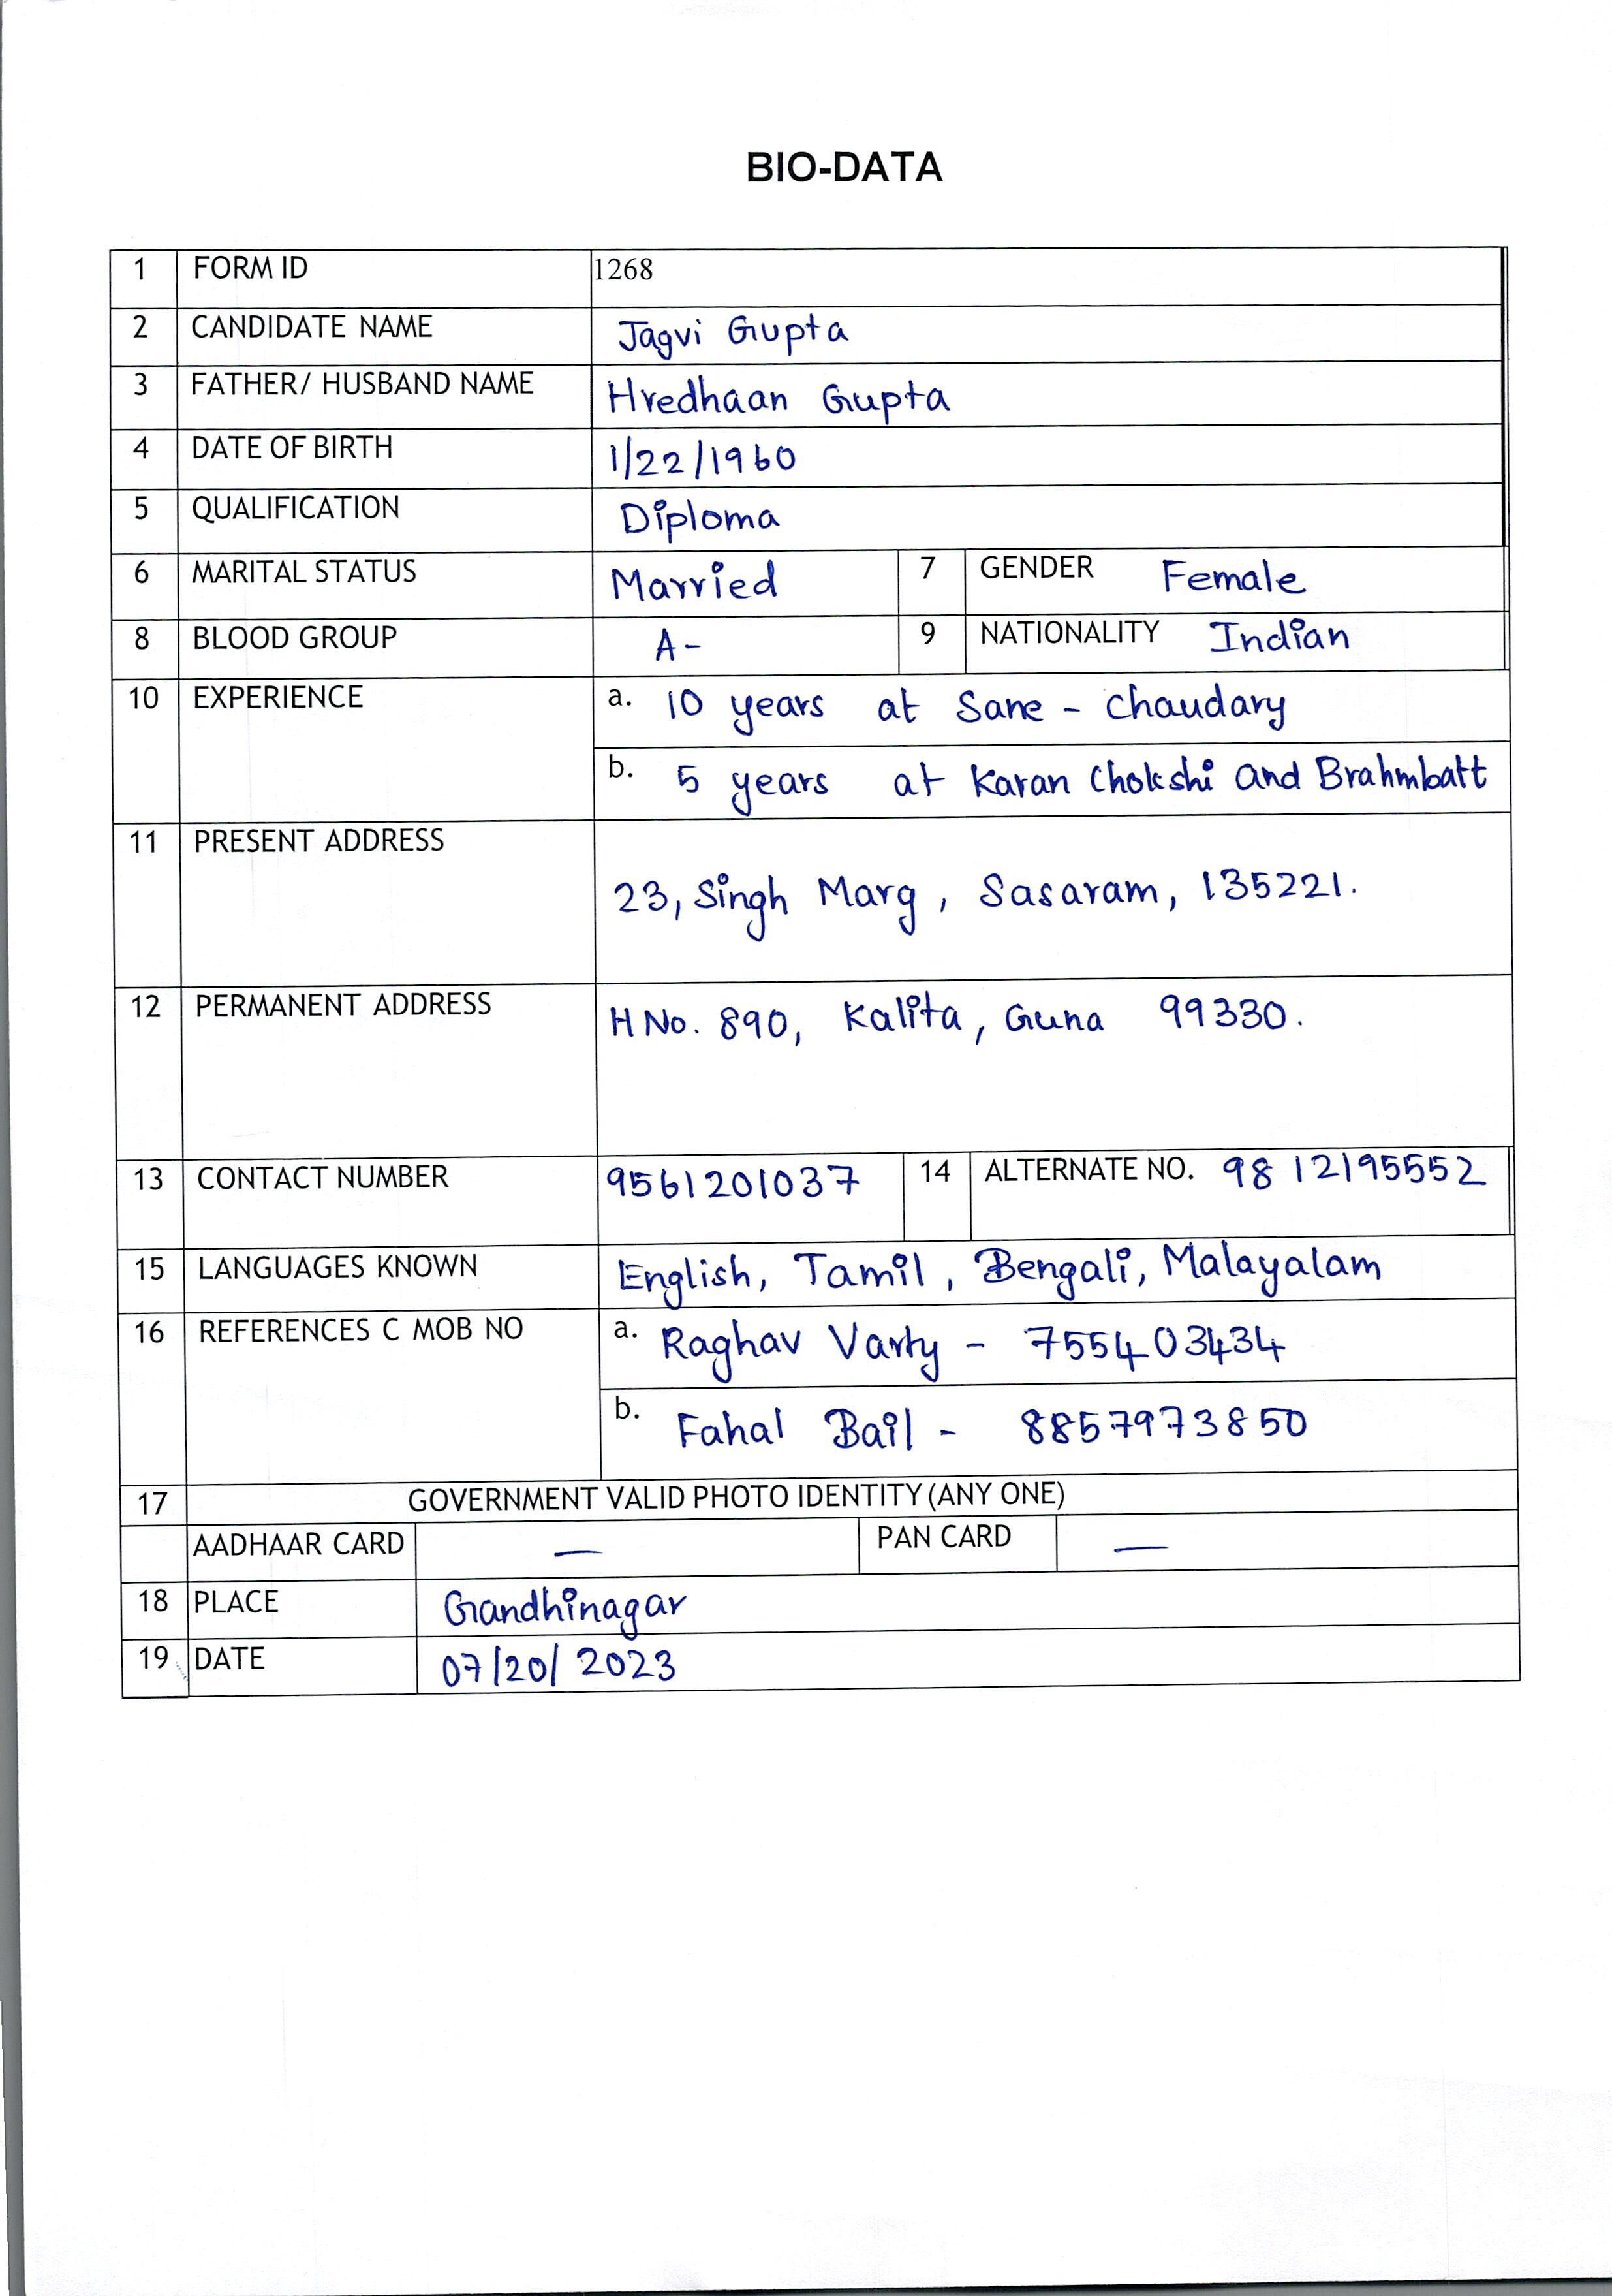 BIO-DATA
1 FORM ID 1268
2 CANDIDATE NAME Jagvi Gupta
3 FATHER/ HUSBAND NAME Hredhaan Gupta
4 DATE OF BIRTH 1/22/1960
5 QUALIFICATION Diploma
6 MARITAL STATUS Married 7 GENDER Female
8 BLOOD GROUP A- 9 NATIONALITY Indian
10 EXPERIENCE a. 10 years at Sane - Chaudary
b. 5 years at Karan Chokshi and Brahmbatt
11 PRESENT ADDRESS
23, Singh Marg, Sasaram, 135221.
12 PERMANENT ADDRESS H No. 890, Kalita, Guna 99330.
13 CONTACT NUMBER 9561201037 14 ALTERNATE NO. 9812195552
15 LANGUAGES KNOWN English, Tamil, Bengali, Malayalam
16 REFERENCES C MOB NO a. Raghav Varty - 755403434
b. Fahal Bail - 8857973850
17 GOVERNMENT VALID PHOTO IDENTITY (ANY ONE)
AADHAAR CARD — PAN CARD —
18 PLACE Gandhinagar
19 DATE 07/20/2023